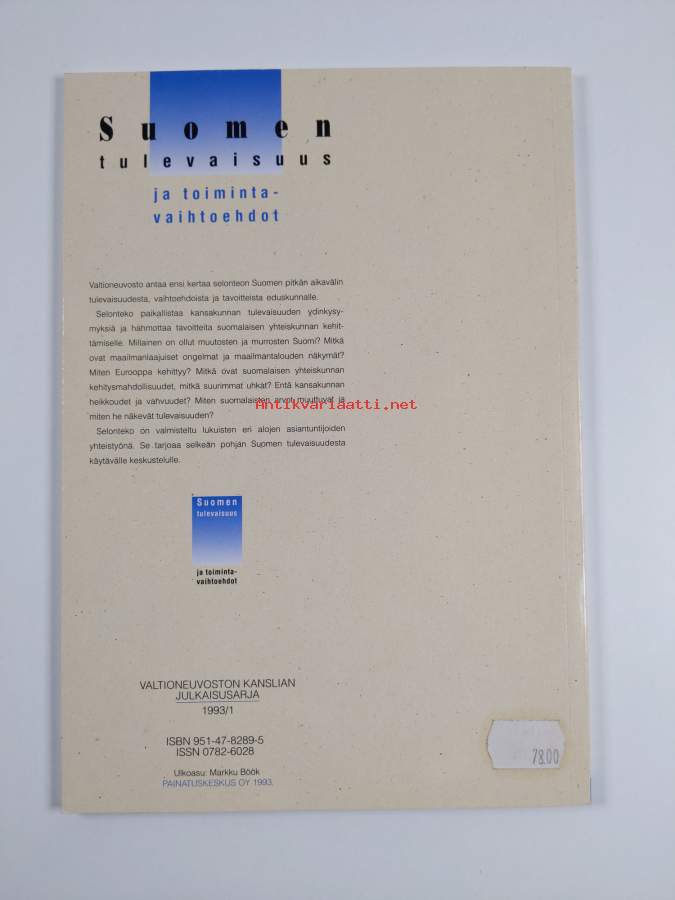 Suomen
tulevaisuus
ja toiminta-
vaihtoehdot
Valtioneuvosto antaa ensi kertaa selonteon Suomen pitkän aikavälin
tulevaisuudesta, vaihtoehdoista ja tavoitteista eduskunnalle.
Selonteko paikallistaa kansakunnan tulevaisuuden ydinkysy-
myksiä ja hahmottaa tavoitteita suomalaisen yhteiskunnan kehit-
tämiselle. Millainen on ollut muutosten ja murrosten Suomi? Mitkä
ovat maailmanlaajuiset ongelmat ja maailmantalouden näkymät?
Miten Eurooppa kehittyy? Mitkä ovat suomalaisen yhteiskunnan
kehitysmahdollisuudet, mitkä suurimmat uhkat? Entä kansakunnan
heikkoudet ja vahvuudet? Miten suomalaisten arvot muuttuvat ja
miten he näkevät tulevaisuuden?
Antikvariaatti.net
Selonteko on valmisteltu lukuisten eri alojen asiantuntijoiden
yhteistyönä. Se tarjoaa selkeän pohjan Suomen tulevaisuudesta
käytävälle keskustelulle.
Suomen
tulevaisuus
ja toiminta-
vaihtoehdot
VALTIONEUVOSTON KANSLIAN
JULKAISUSARJA
1993/1
ISBN 951-47-8289-5
ISSN 0782-6028
Ulkoasu: Markku Böök
PAINATUSKESKUS OY 1993
78.00